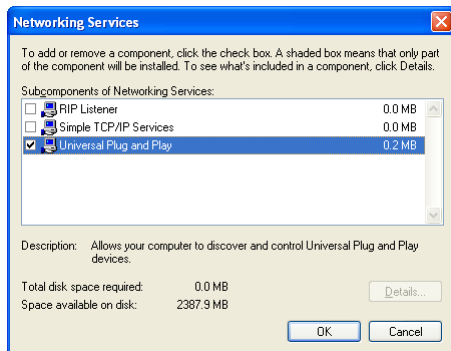 Networking Services
To add or remove a component, click the check box. A shaded box means that only part
of the component will be installed. To see what's included in a component, click Details.
Subcomponents of Networking Services:
RIP Listener 0.0 MB
Simple TCP/IP Services 0.0 MB
Universal Plug and Play 0.2 MB
Description: Allows your computer to discover and control Universal Plug and Play
devices.
Total disk space required: 0.0 MB
Details...
Space available on disk: 2387.9 MB
OK Cancel